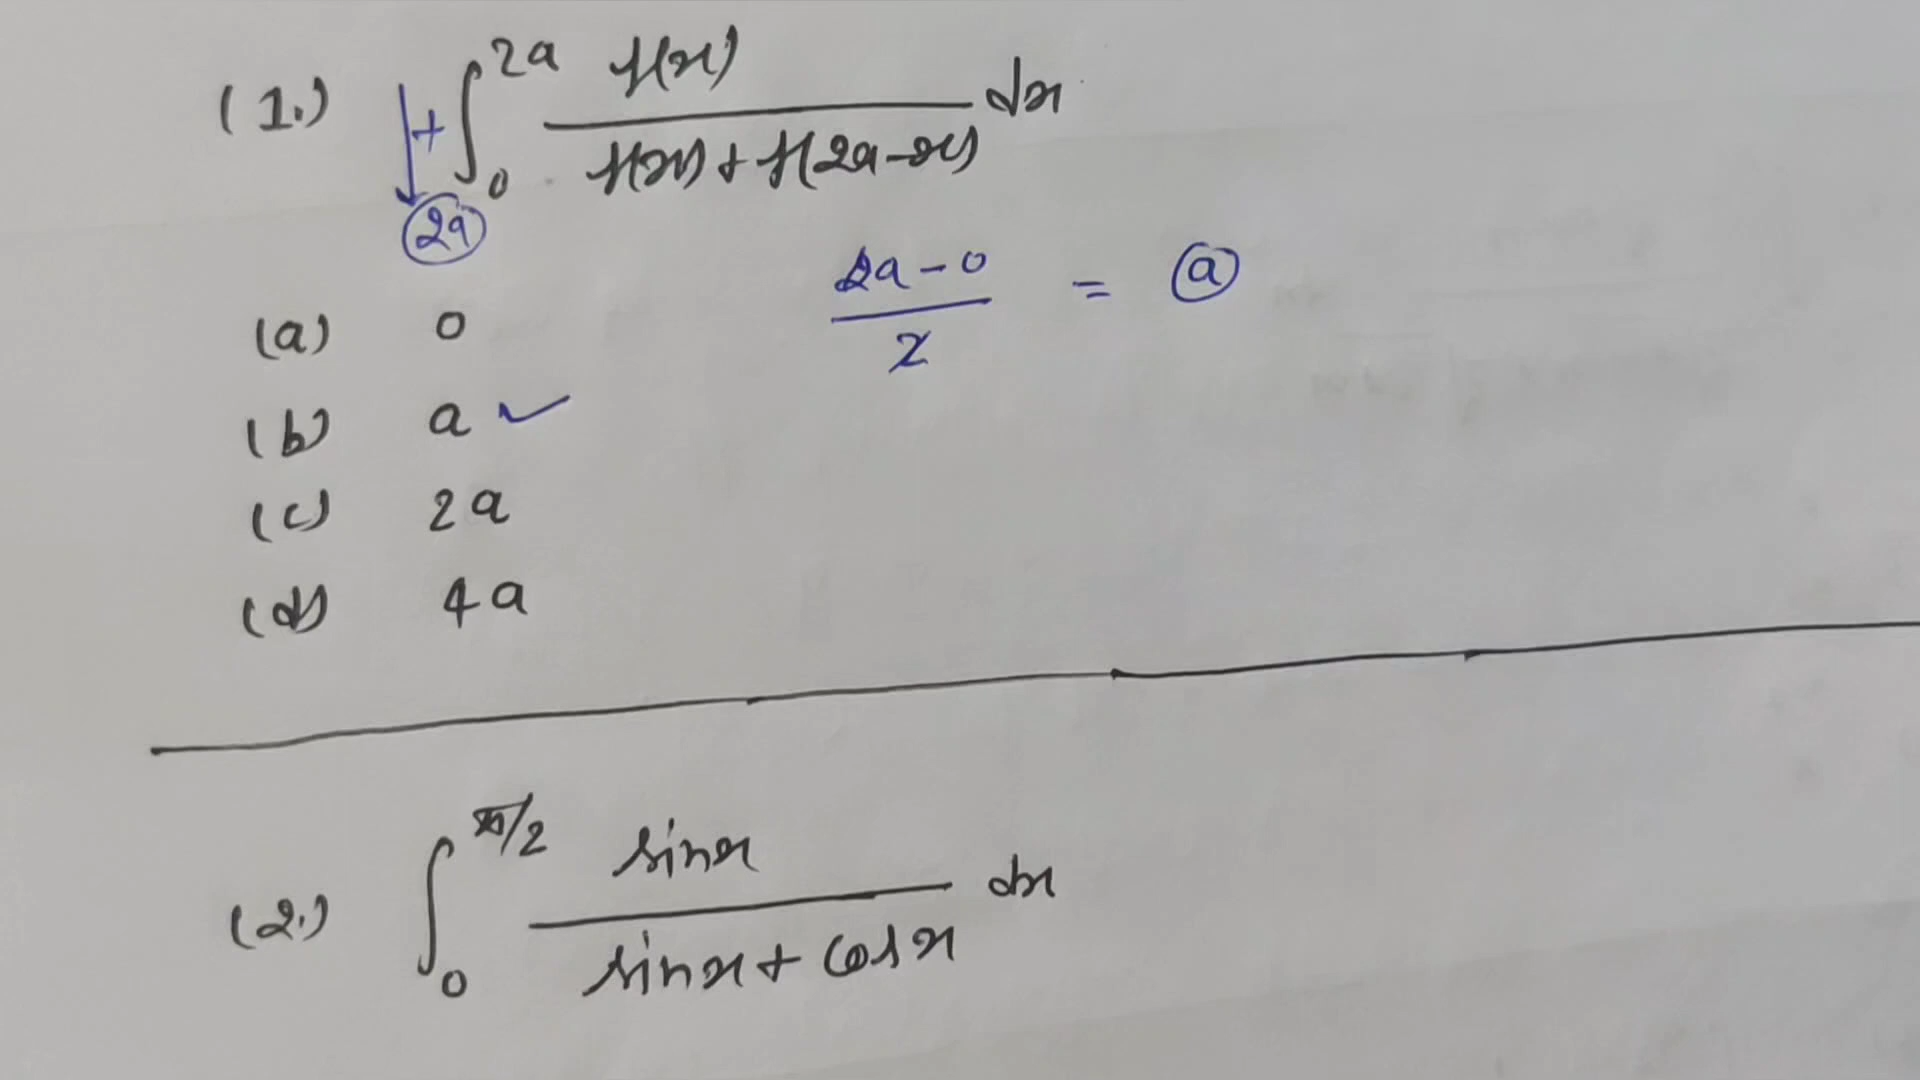 (1.) ∫₀^{2a} f(x) / (f(x) + f(2a-x)) dx
+
2a
(2a - 0) / 2 = a
(a) 0
(b) a ✓
(c) 2a
(d) 4a
(2.) ∫₀^{π/2} sinx / (sinx + cosx) dx